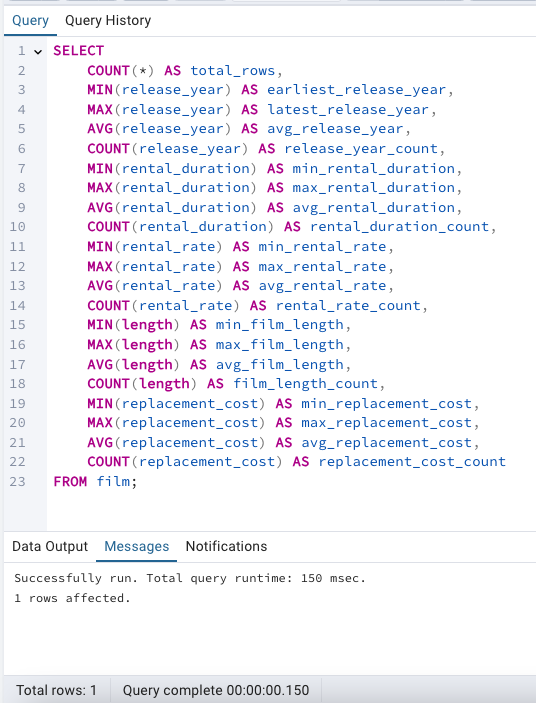 Query Query History
1 SELECT
2 COUNT(*) AS total_rows,
3 MIN(release_year) AS earliest_release_year,
4 MAX(release_year) AS latest_release_year,
5 AVG(release_year) AS avg_release_year,
6 COUNT(release_year) AS release_year_count,
7 MIN(rental_duration) AS min_rental_duration,
8 MAX(rental_duration) AS max_rental_duration,
9 AVG(rental_duration) AS avg_rental_duration,
10 COUNT(rental_duration) AS rental_duration_count,
11 MIN(rental_rate) AS min_rental_rate,
12 MAX(rental_rate) AS max_rental_rate,
13 AVG(rental_rate) AS avg_rental_rate,
14 COUNT(rental_rate) AS rental_rate_count,
15 MIN(length) AS min_film_length,
16 MAX(length) AS max_film_length,
17 AVG(length) AS avg_film_length,
18 COUNT(length) AS film_length_count,
19 MIN(replacement_cost) AS min_replacement_cost,
20 MAX(replacement_cost) AS max_replacement_cost,
21 AVG(replacement_cost) AS avg_replacement_cost,
22 COUNT(replacement_cost) AS replacement_cost_count
23 FROM film;
Data Output Messages Notifications
Successfully run. Total query runtime: 150 msec.
1 rows affected.
Total rows: 1 Query complete 00:00:00.150